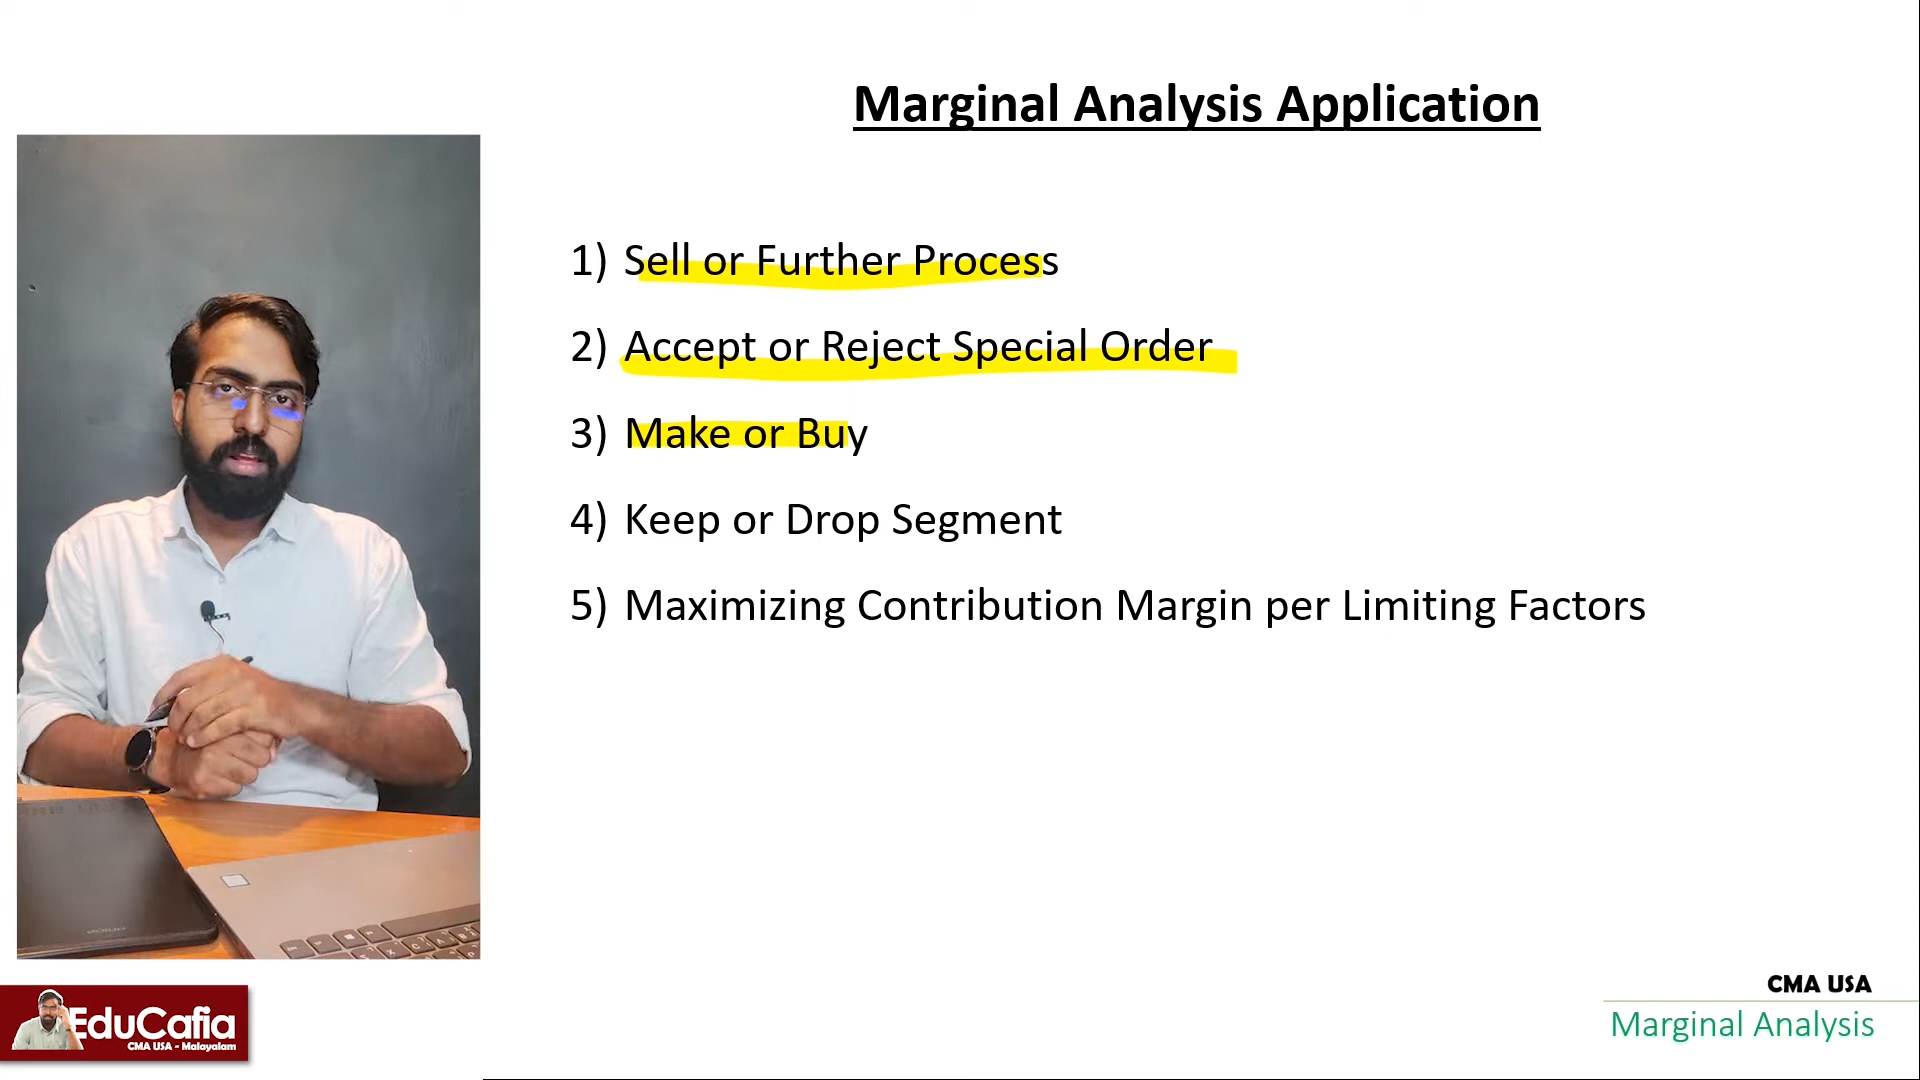 Marginal Analysis Application
1) Sell or Further Process
2) Accept or Reject Special Order
3) Make or Buy
4) Keep or Drop Segment
5) Maximizing Contribution Margin per Limiting Factors
EduCafia
CMA USA - Malayalam
CMA USA
Marginal Analysis